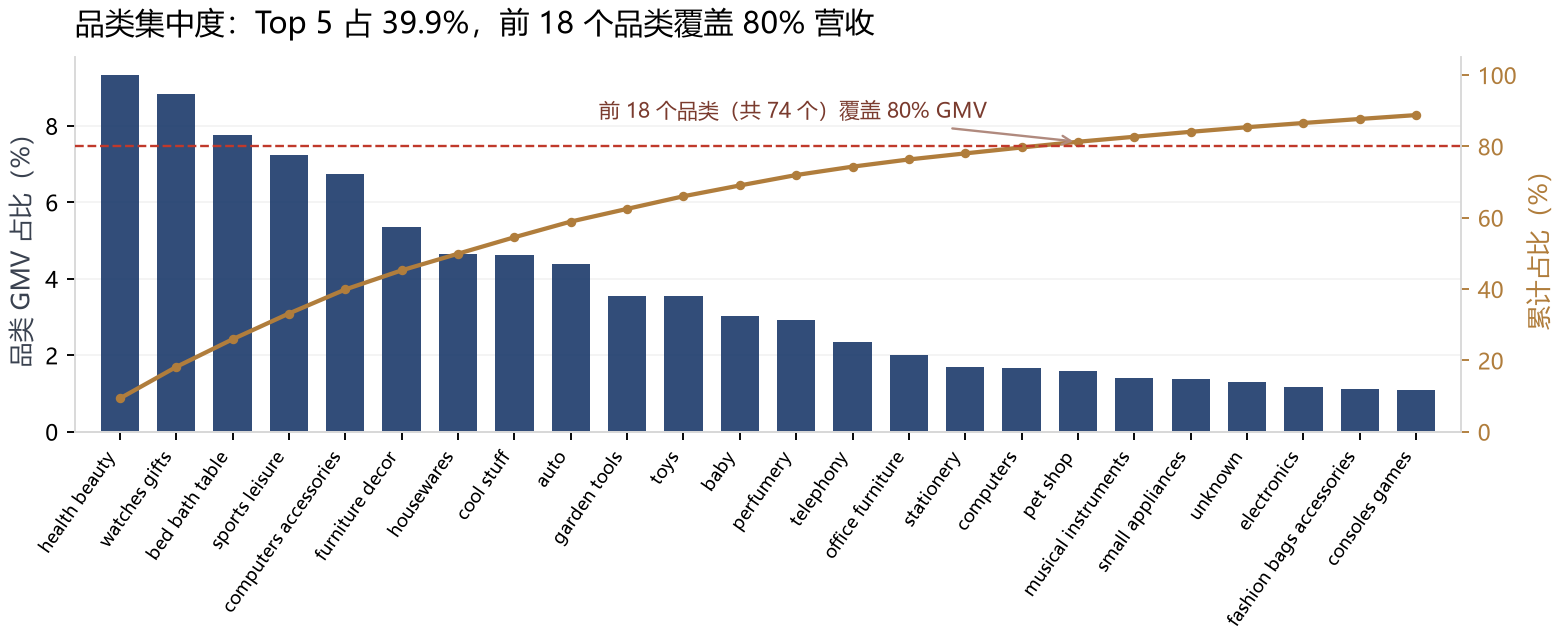 品类集中度：Top 5 占 39.9%，前 18 个品类覆盖 80% 营收
前 18 个品类（共 74 个）覆盖 80% GMV
品类 GMV 占比（%）
8
6
4
2
0
100
80
60
40
20
0
累计占比（%）
health beauty
watches gifts
bed bath table
sports leisure
computers accessories
furniture decor
housewares
cool stuff
auto
garden tools
toys
baby
perfumery
telephony
office furniture
stationery
computers
pet shop
musical instruments
small appliances
unknown
electronics
fashion bags accessories
consoles games